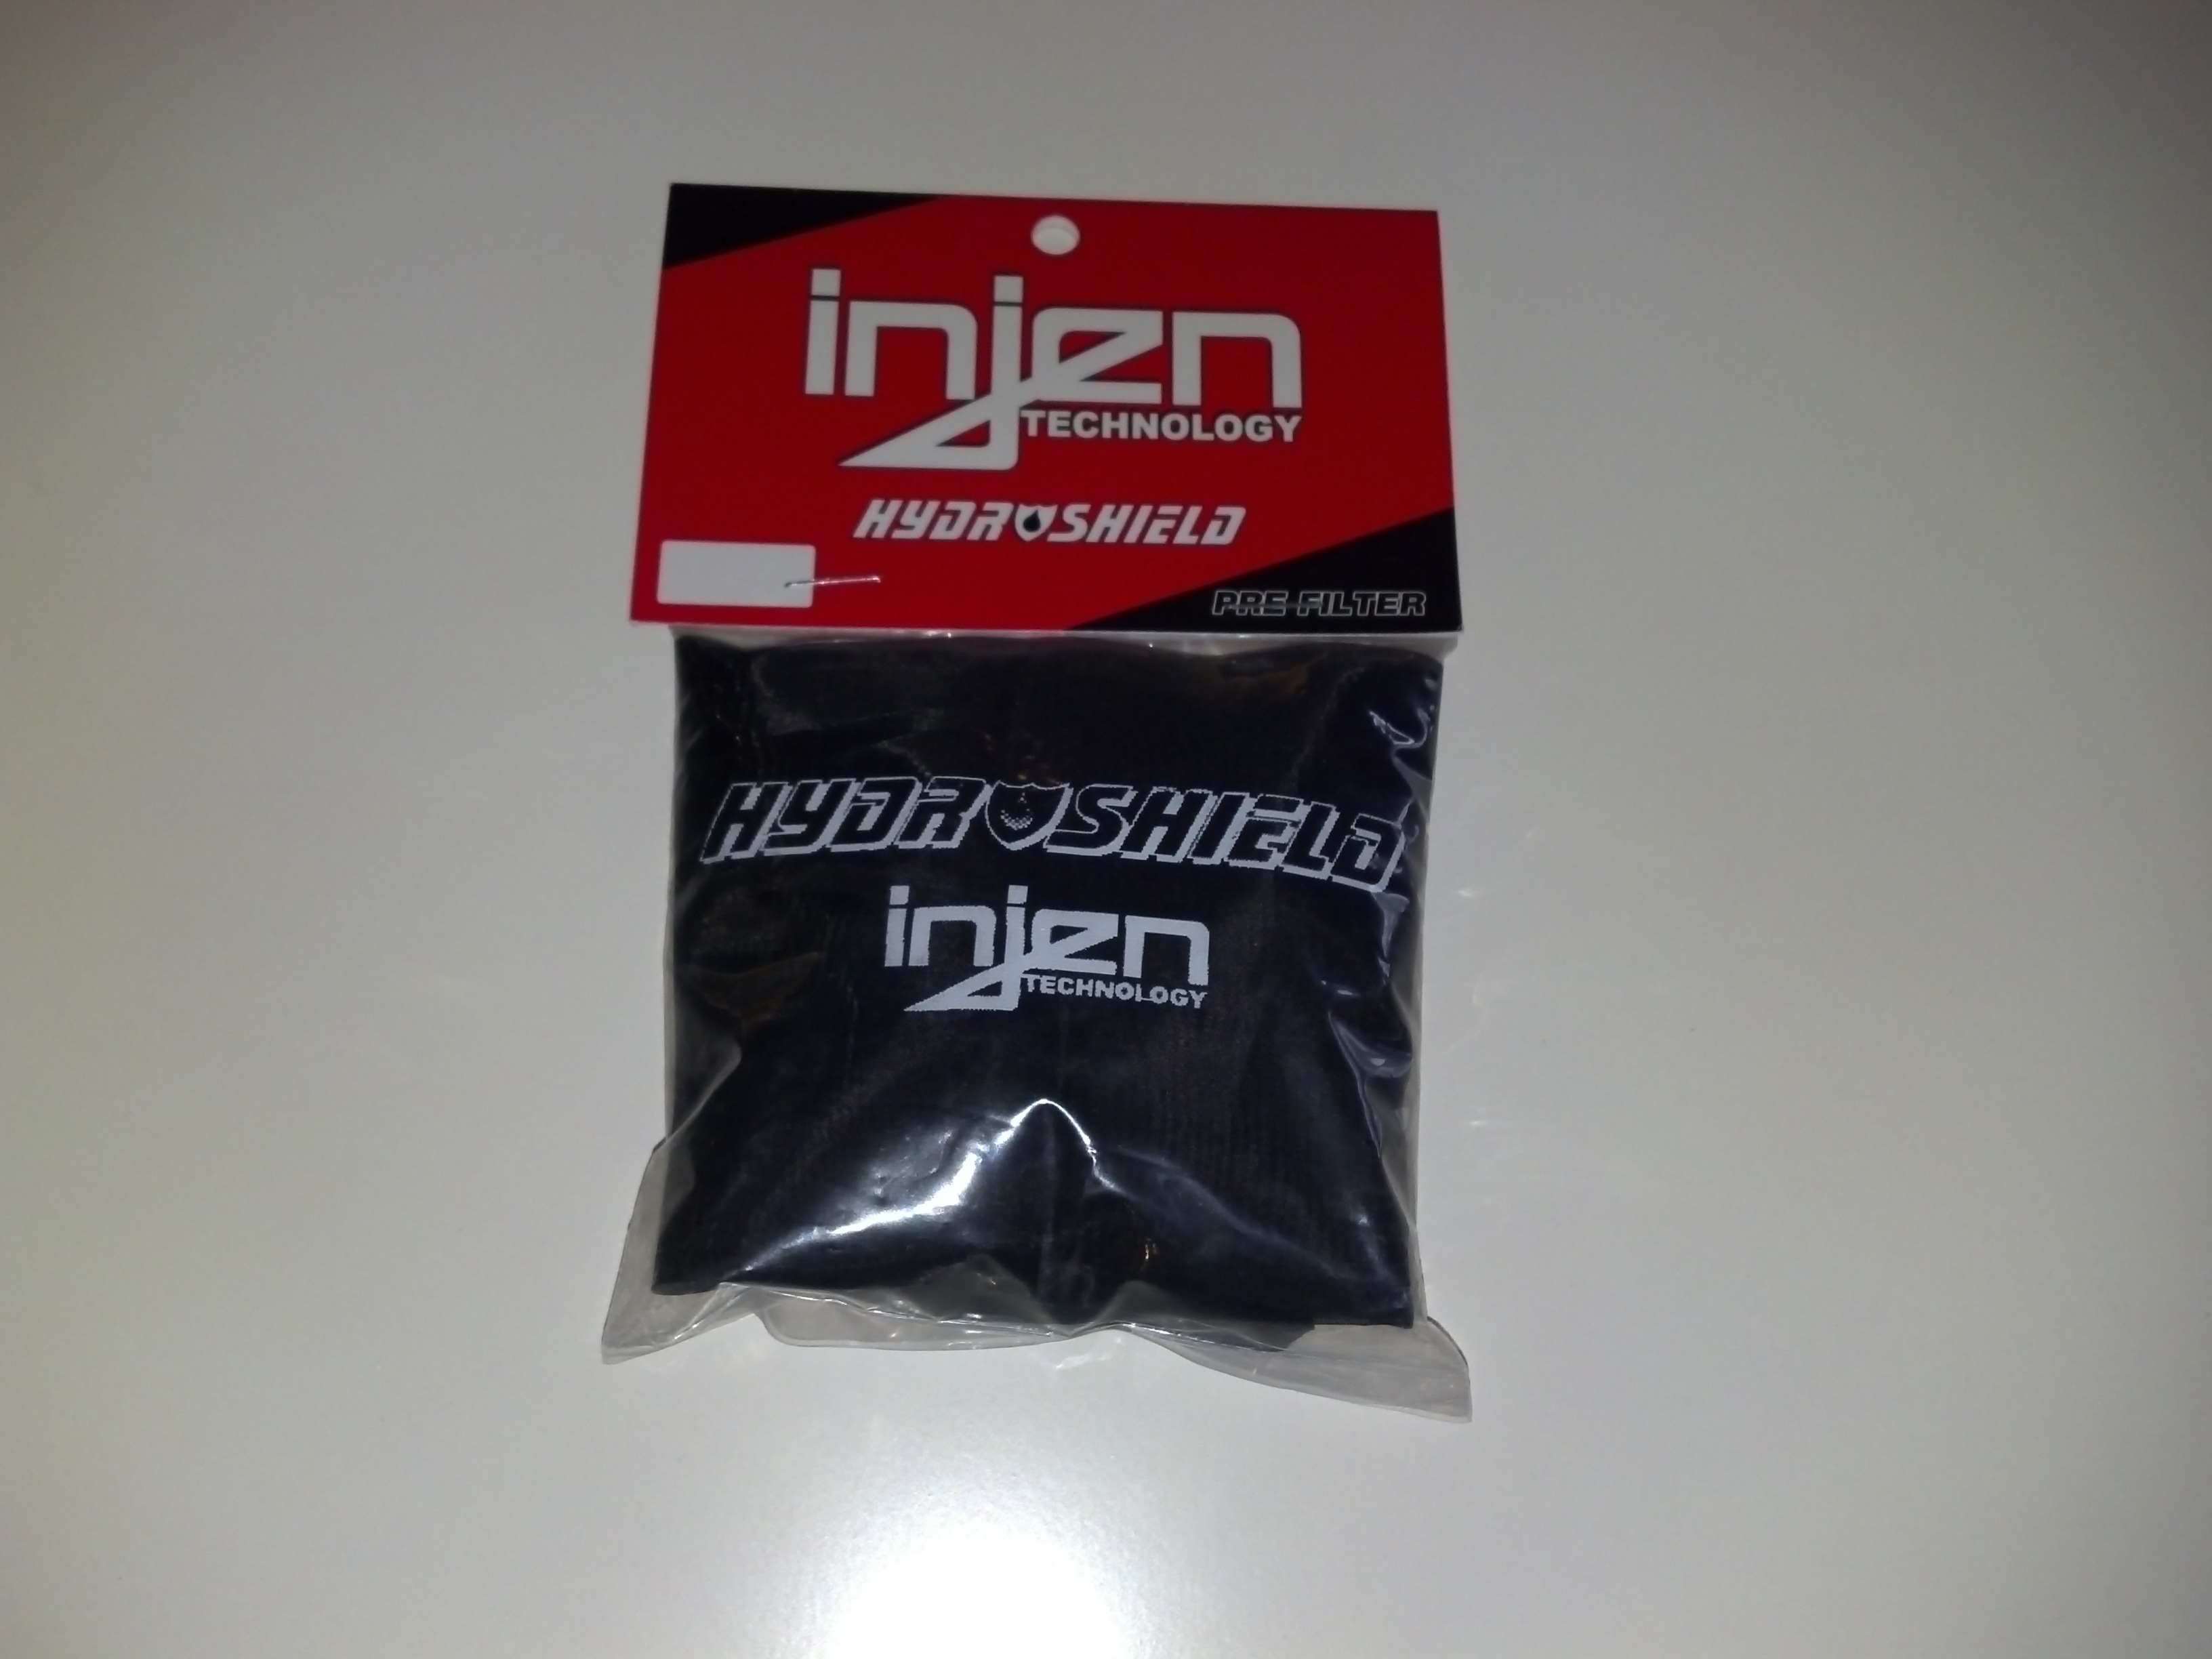 injen
TECHNOLOGY
HYDROSHIELD
PRE-FILTER
HYDROSHIELD
injen
TECHNOLOGY